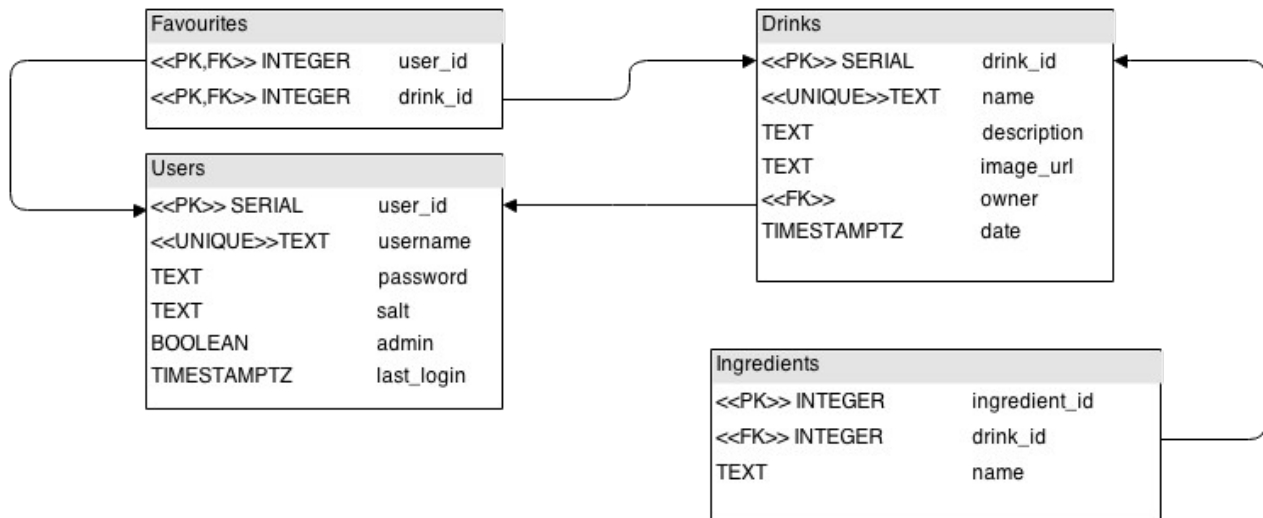 Favourites
<<PK,FK>> INTEGER user_id
<<PK,FK>> INTEGER drink_id
Users
<<PK>> SERIAL user_id
<<UNIQUE>>TEXT username
TEXT password
TEXT salt
BOOLEAN admin
TIMESTAMPTZ last_login
Drinks
<<PK>> SERIAL drink_id
<<UNIQUE>>TEXT name
TEXT description
TEXT image_url
<<FK>> owner
TIMESTAMPTZ date
Ingredients
<<PK>> INTEGER ingredient_id
<<FK>> INTEGER drink_id
TEXT name